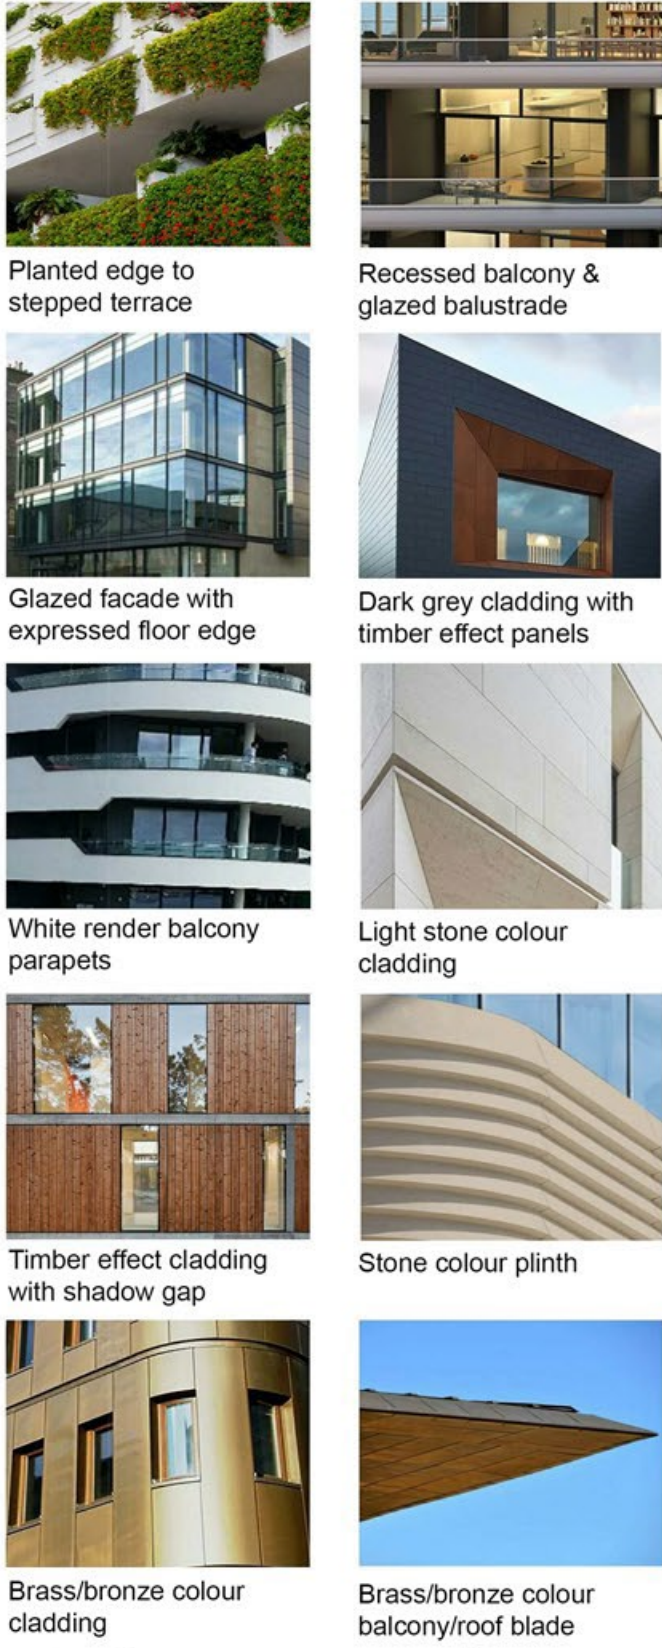 Planted edge to
stepped terrace
Recessed balcony &
glazed balustrade
Glazed facade with
expressed floor edge
Dark grey cladding with
timber effect panels
White render balcony
parapets
Light stone colour
cladding
Timber effect cladding
with shadow gap
Stone colour plinth
Brass/bronze colour
cladding
Brass/bronze colour
balcony/roof blade